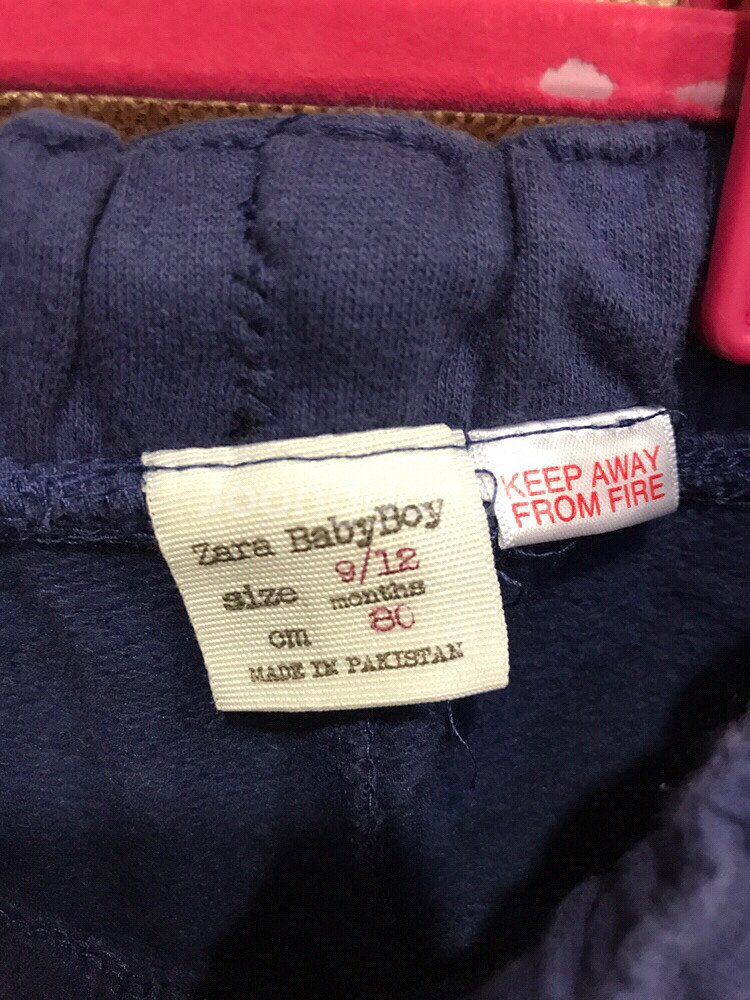 Zara BabyBoy
size 9/12
months
cm 80
MADE IN PAKISTAN
KEEP AWAY
FROM FIRE